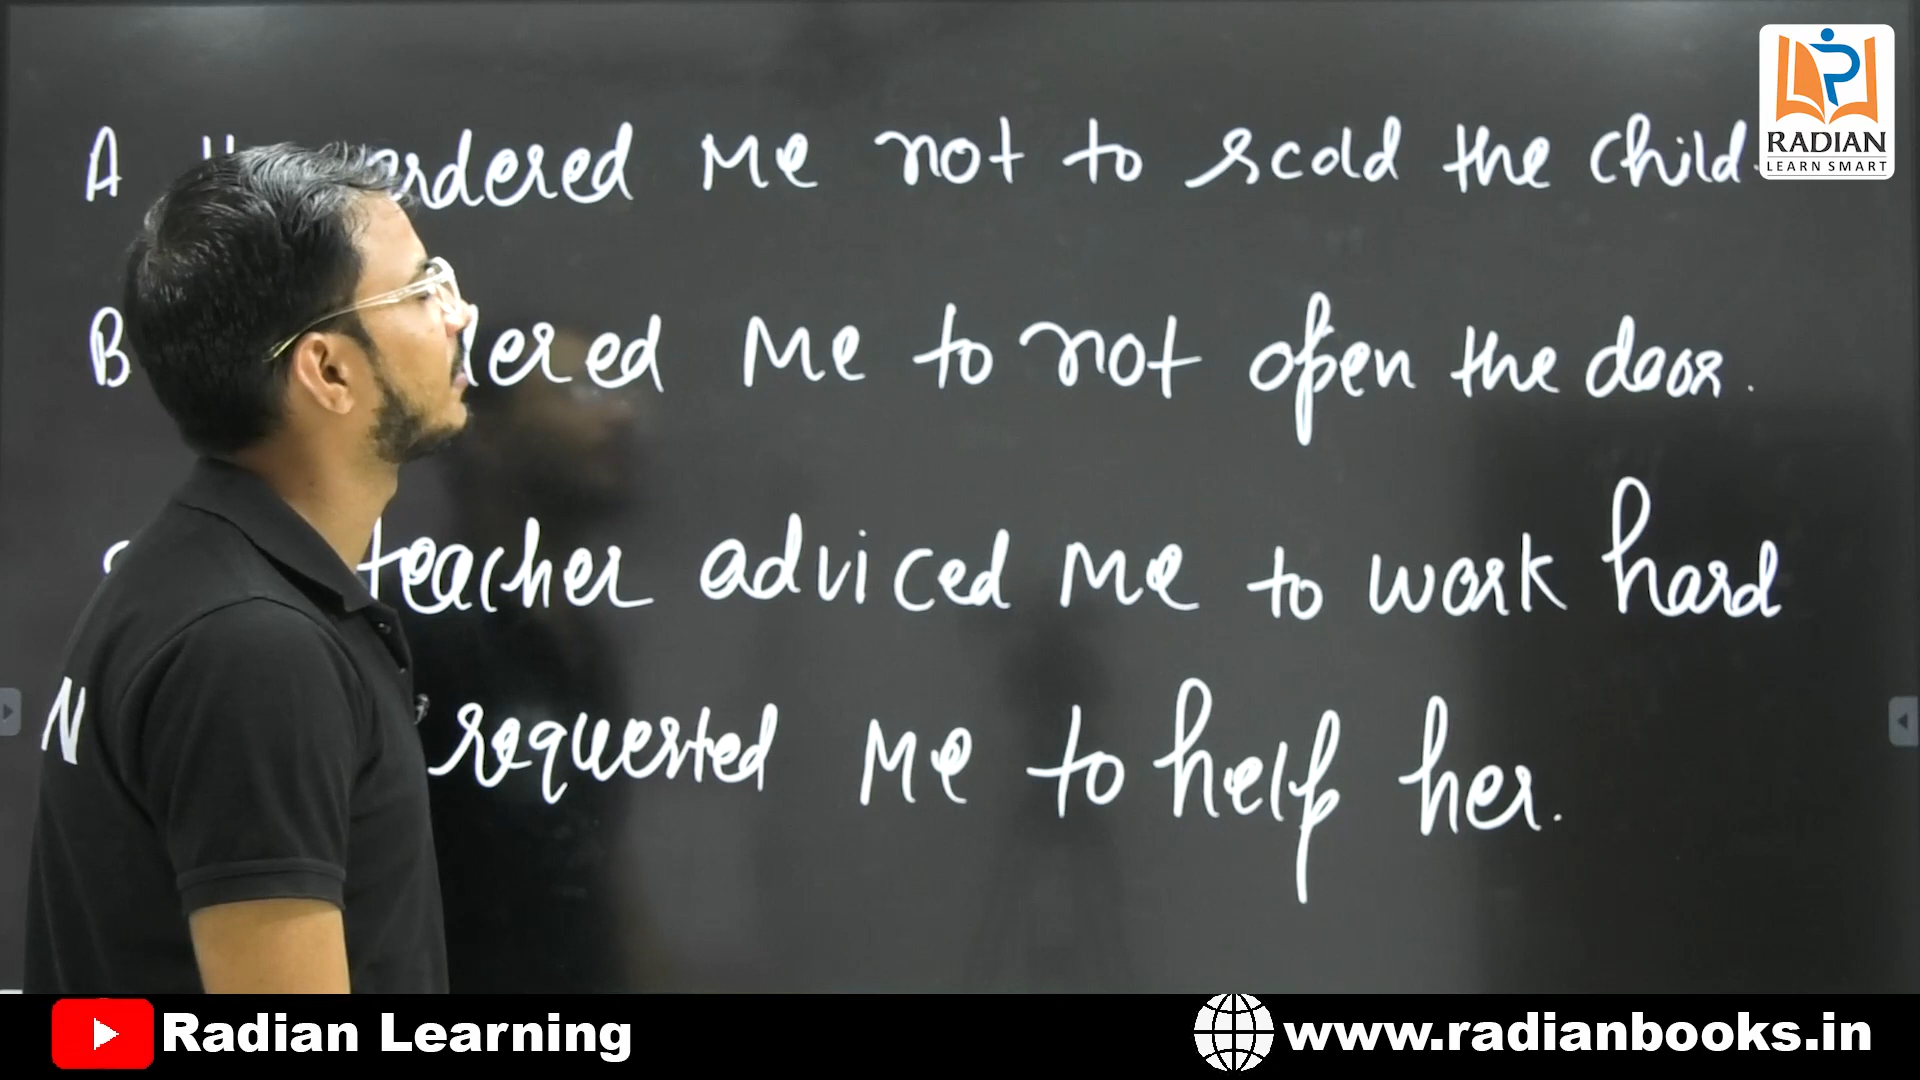 RADIAN
LEARN SMART
A ordered me not to scold the child.
B dered me to not open the door.
teacher adviced me to work hard
N requested me to help her.
Radian Learning
www.radianbooks.in